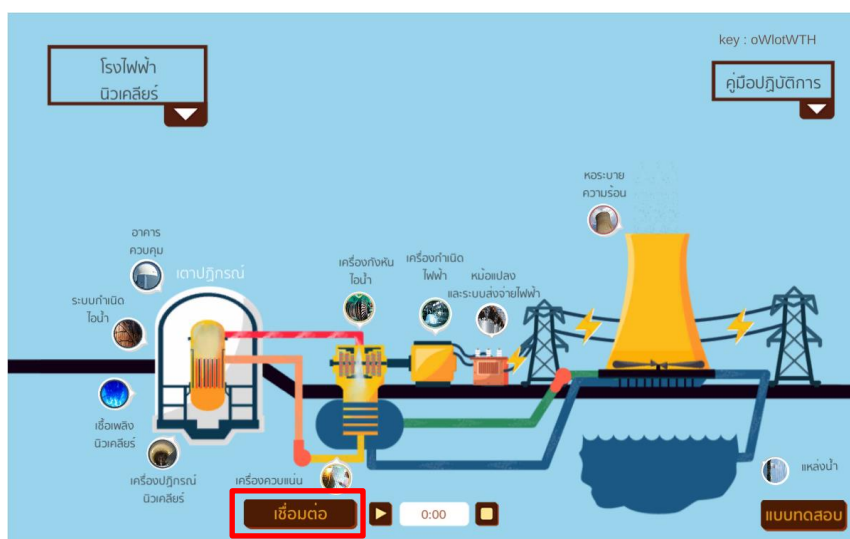 key : oWlotWTH
โรงไฟฟ้า
นิวเคลียร์
คู่มือปฏิบัติการ
หอระบาย
ความร้อน
อาคาร
ควบคุม
เตาปฏิกรณ์
เครื่องกังหัน
ไอน้ำ
เครื่องกำเนิด
ไฟฟ้า
หม้อแปลง
และระบบส่งจ่ายไฟฟ้า
ระบบกำเนิด
ไอน้ำ
เชื้อเพลิง
นิวเคลียร์
เครื่องปฏิกรณ์
นิวเคลียร์
เครื่องควบแน่น
แหล่งน้ำ
เชื่อมต่อ
0:00
แบบทดสอบ